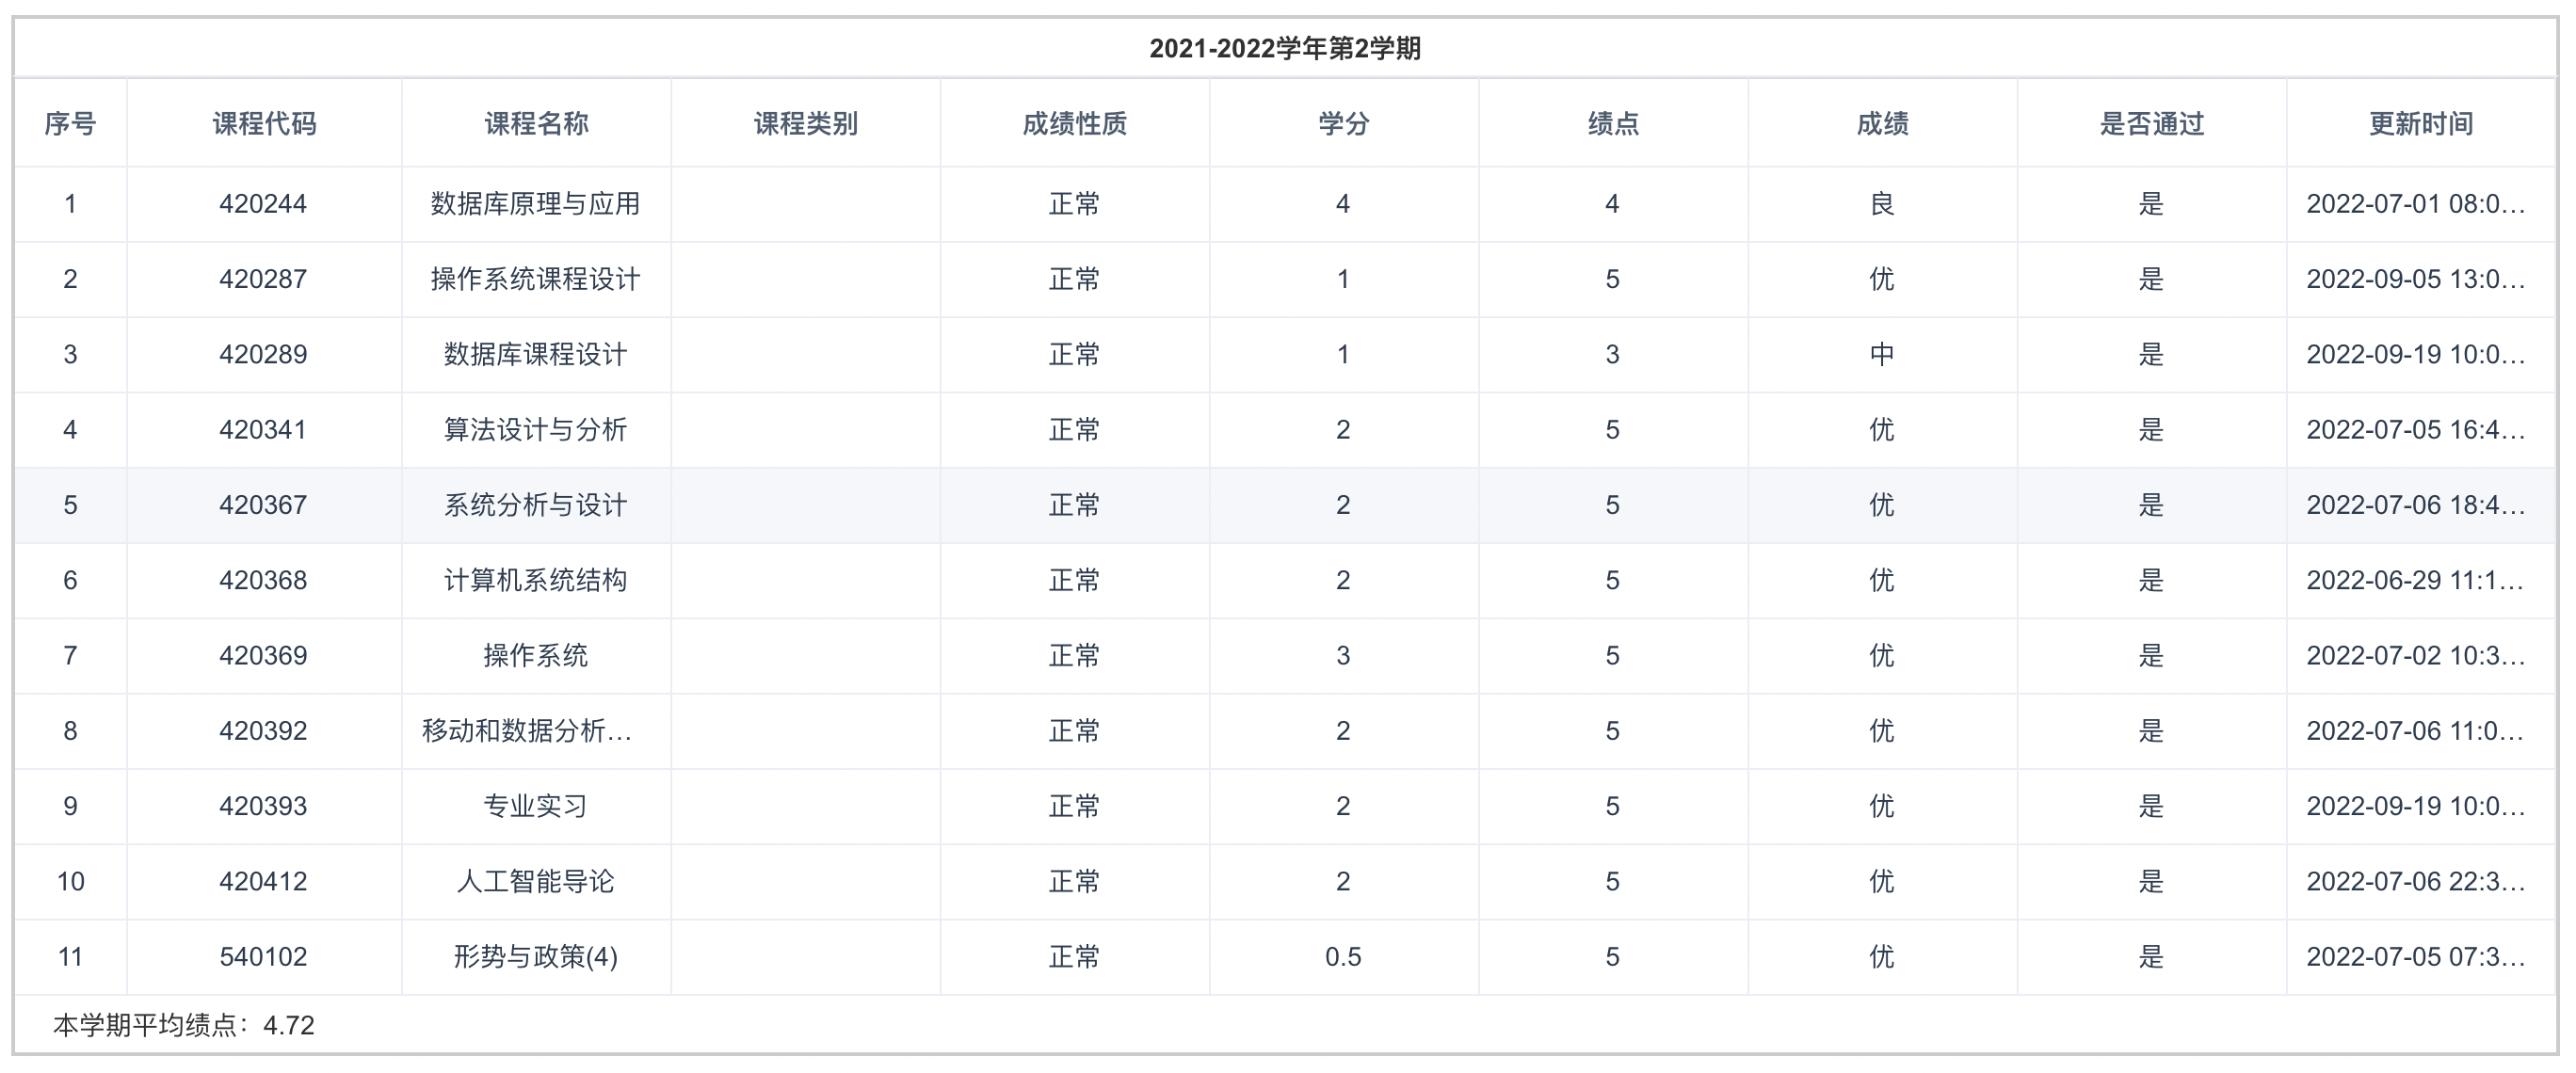 2021-2022学年第2学期
序号 课程代码 课程名称 课程类别 成绩性质 学分 绩点 成绩 是否通过 更新时间
1 420244 数据库原理与应用 正常 4 4 良 是 2022-07-01 08:0...
2 420287 操作系统课程设计 正常 1 5 优 是 2022-09-05 13:0...
3 420289 数据库课程设计 正常 1 3 中 是 2022-09-19 10:0...
4 420341 算法设计与分析 正常 2 5 优 是 2022-07-05 16:4...
5 420367 系统分析与设计 正常 2 5 优 是 2022-07-06 18:4...
6 420368 计算机系统结构 正常 2 5 优 是 2022-06-29 11:1...
7 420369 操作系统 正常 3 5 优 是 2022-07-02 10:3...
8 420392 移动和数据分析... 正常 2 5 优 是 2022-07-06 11:0...
9 420393 专业实习 正常 2 5 优 是 2022-09-19 10:0...
10 420412 人工智能导论 正常 2 5 优 是 2022-07-06 22:3...
11 540102 形势与政策(4) 正常 0.5 5 优 是 2022-07-05 07:3...
本学期平均绩点：4.72